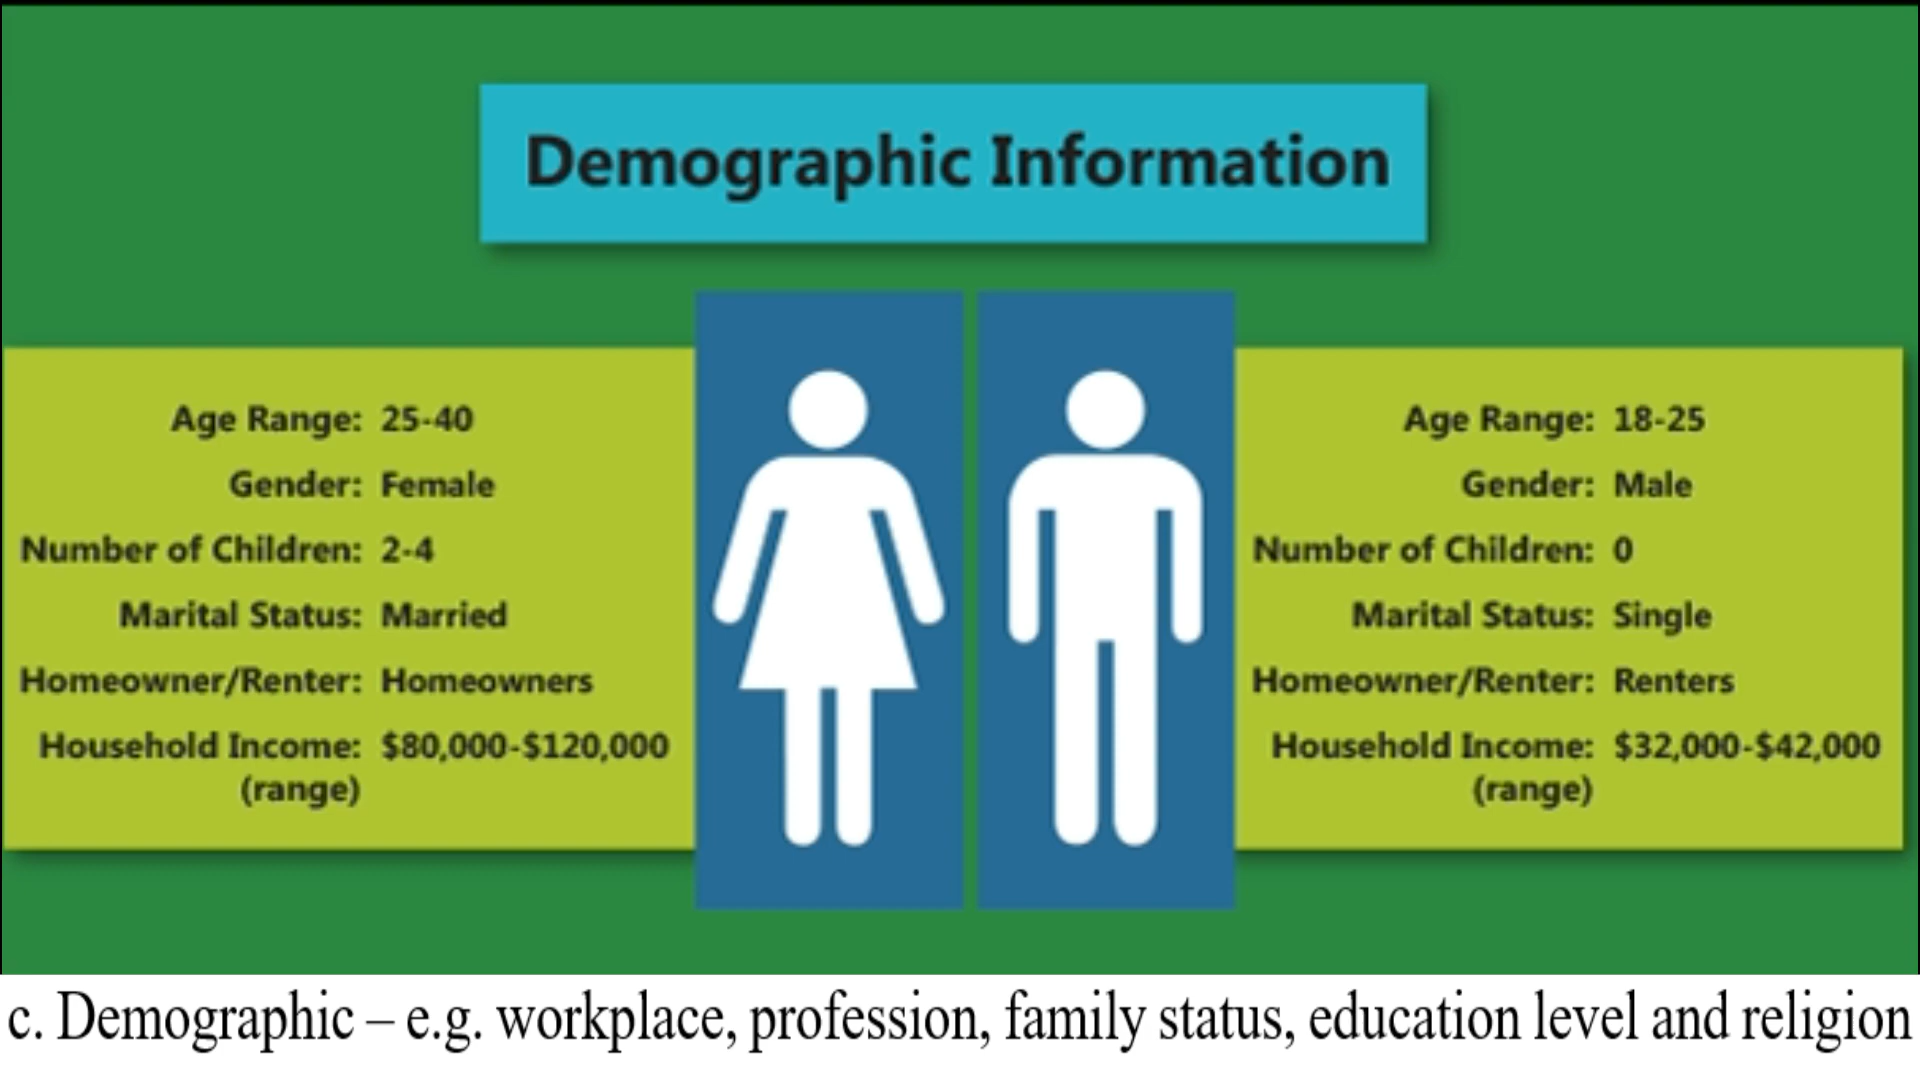 Demographic Information
Age Range: 25-40
Gender: Female
Number of Children: 2-4
Marital Status: Married
Homeowner/Renter: Homeowners
Household Income: $80,000-$120,000
(range)
Age Range: 18-25
Gender: Male
Number of Children: 0
Marital Status: Single
Homeowner/Renter: Renters
Household Income: $32,000-$42,000
(range)
c. Demographic – e.g. workplace, profession, family status, education level and religion